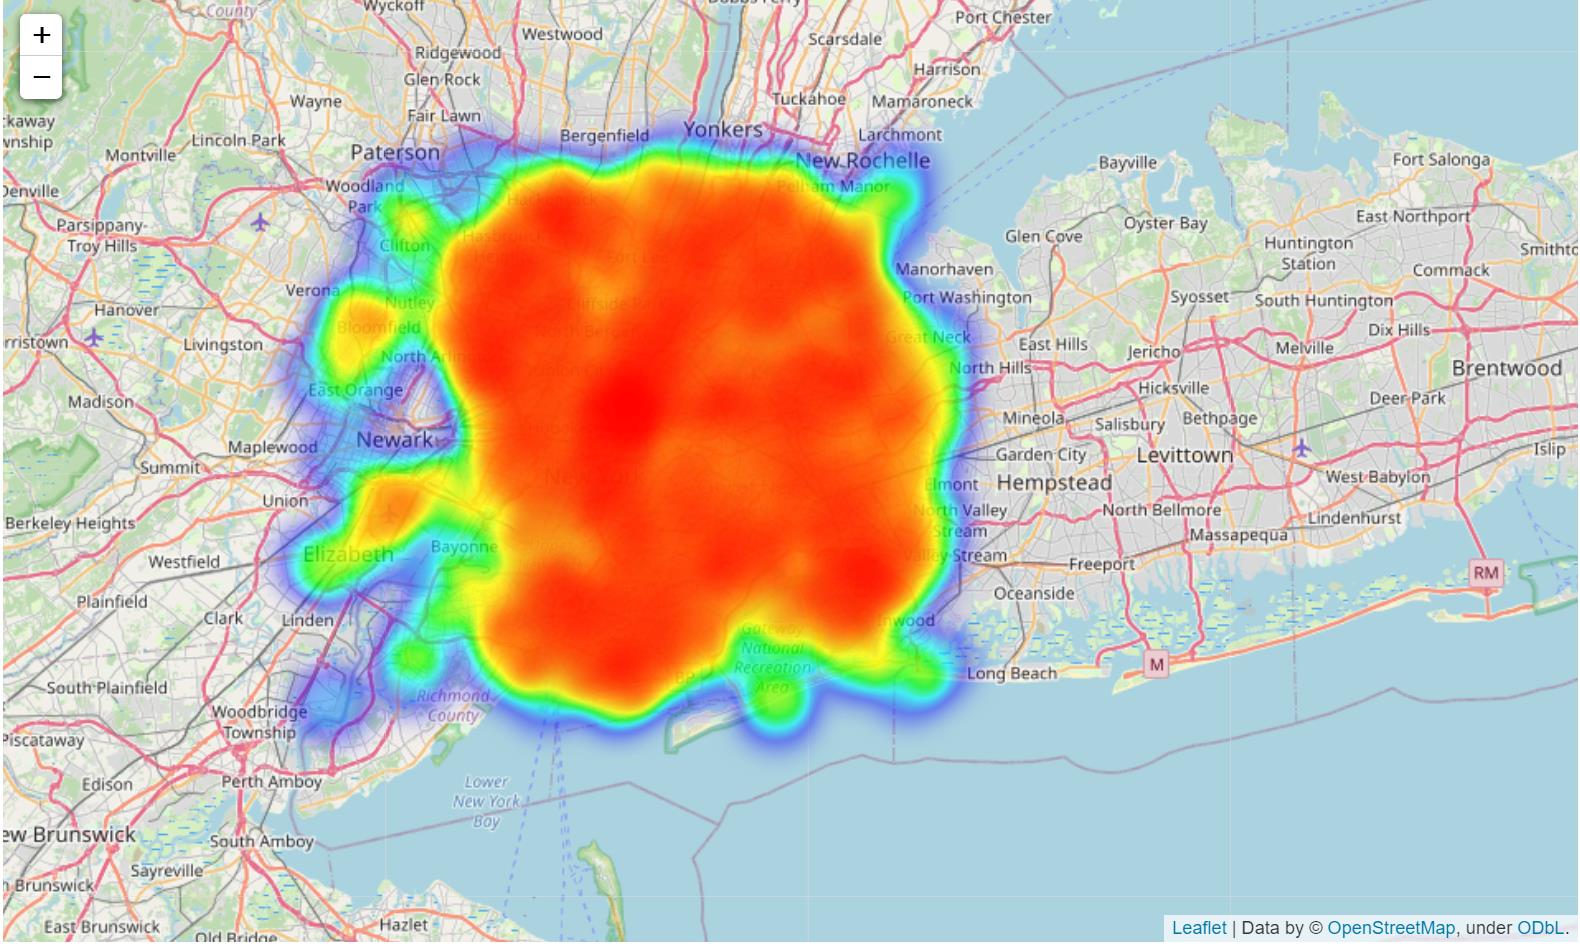 County
Wyckoff
Dobbs Ferry
Port Chester
+
Westwood
Scarsdale
Ridgewood
Harrison
−
Glen Rock
Wayne
Tuckahoe
Mamaroneck
Fair Lawn
Lincoln Park
Bergenfield
Yonkers
Larchmont
Montville
Paterson
New Rochelle
Bayville
Fort Salonga
Denville
Woodland
Park
Pelham Manor
Parsippany-
Troy Hills
Clifton
Glen Cove
Oyster Bay
East Northport
Huntington
Station
Smithto
Fort Lee
Manorhaven
Commack
Verona
Nutley
Port Washington
Syosset
South Huntington
Hanover
Bloomfield
Cliffside Park
Great Neck
Dix Hills
rristown
Livingston
North Arlington
East Hills
Jericho
Melville
East Orange
North Hills
Brentwood
Madison
Hicksville
Deer Park
Mineola
Salisbury
Bethpage
Newark
Maplewood
Summit
Garden City
Levittown
Islip
Union
Elmont
Hempstead
West Babylon
Berkeley Heights
North Valley
Stream
North Bellmore
Lindenhurst
Westfield
Elizabeth
Bayonne
Valley Stream
Massapequa
Freeport
RM
Plainfield
Clark
Linden
Oceanside
Inwood
Gateway
National
Recreation
Area
M
Long Beach
South Plainfield
Richmond
County
BP
Woodbridge
Township
Piscataway
Edison
Perth Amboy
Lower
New York
Bay
ew Brunswick
South Amboy
Sayreville
h Brunswick
East Brunswick
Old Bridge
Hazlet
Leaflet | Data by © OpenStreetMap, under ODbL.